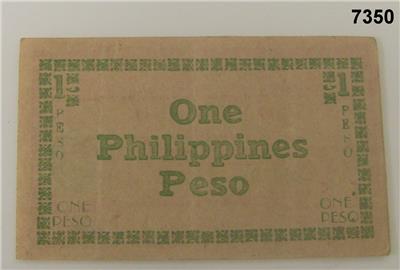 7350
1 1
PESO PESO
One
Philippines
Peso
ONE
PESO
ONE
PESO